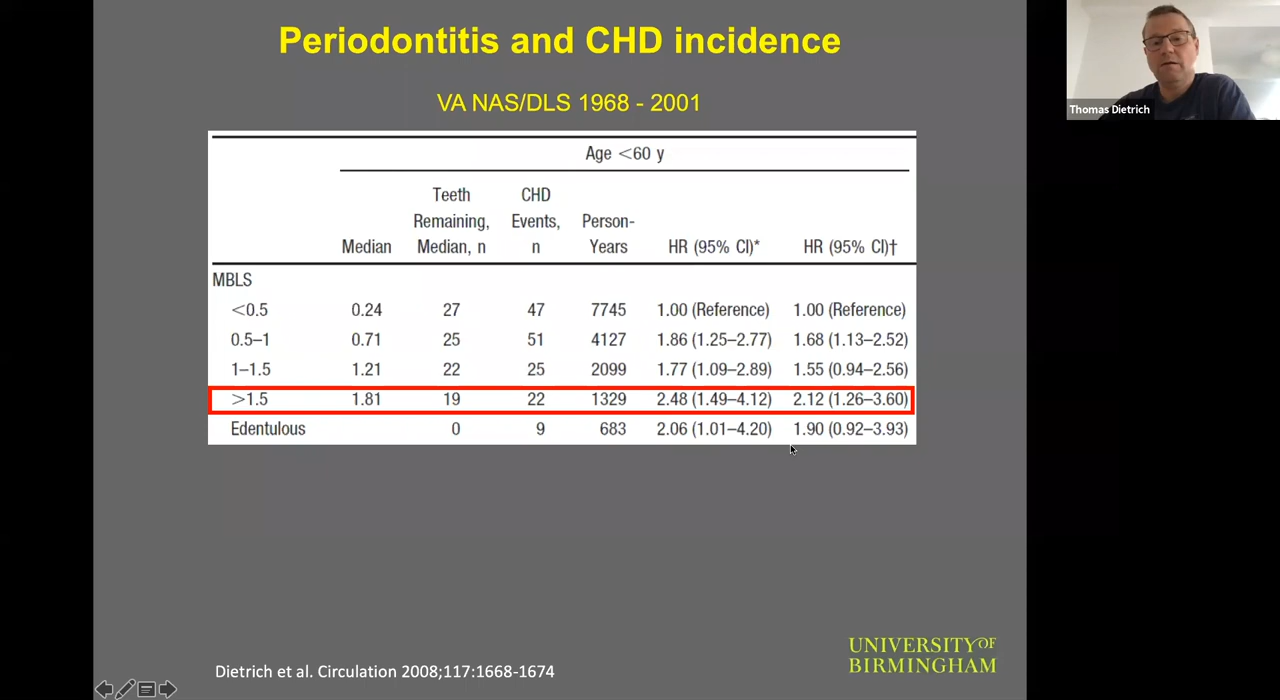 Periodontitis and CHD incidence
VA NAS/DLS 1968 - 2001
Thomas Dietrich
Age <60 y
Teeth CHD
Remaining, Events, Person-
Median Median, n n Years HR (95% CI)* HR (95% CI)†
MBLS
<0.5 0.24 27 47 7745 1.00 (Reference) 1.00 (Reference)
0.5–1 0.71 25 51 4127 1.86 (1.25–2.77) 1.68 (1.13–2.52)
1–1.5 1.21 22 25 2099 1.77 (1.09–2.89) 1.55 (0.94–2.56)
>1.5 1.81 19 22 1329 2.48 (1.49–4.12) 2.12 (1.26–3.60)
Edentulous 0 9 683 2.06 (1.01–4.20) 1.90 (0.92–3.93)
Dietrich et al. Circulation 2008;117:1668-1674
UNIVERSITY OF
BIRMINGHAM